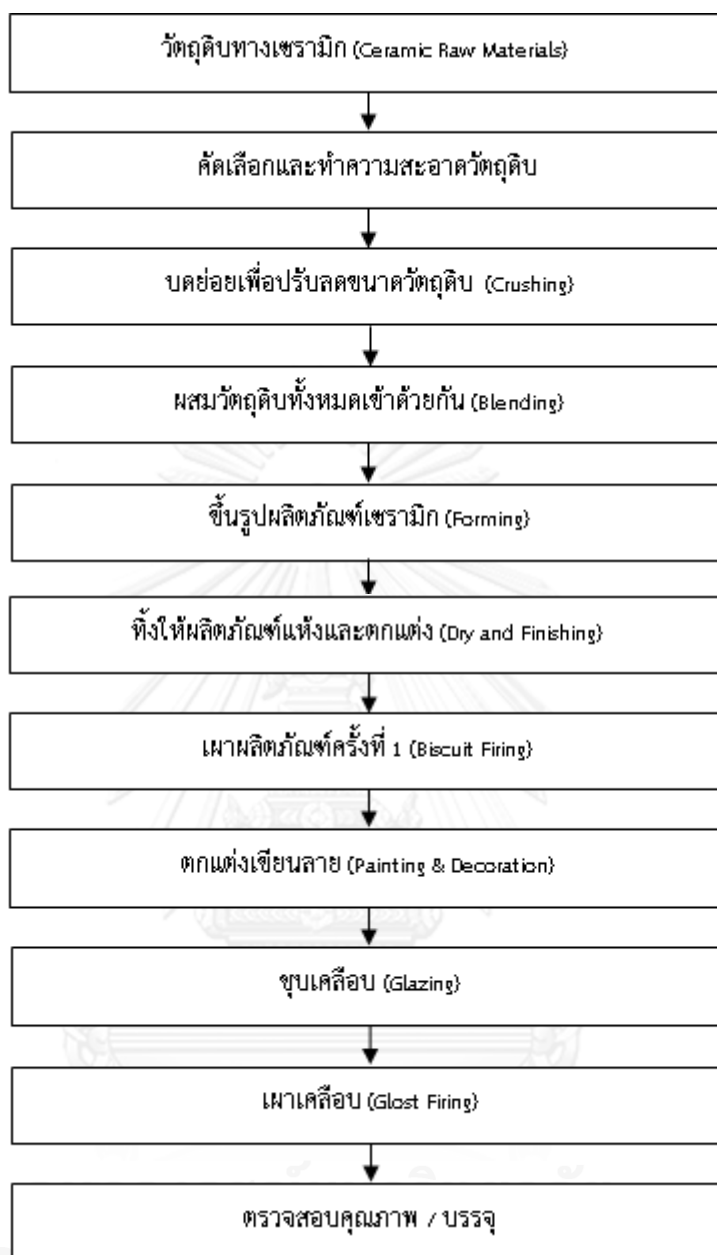 วัตถุดิบทางเซรามิก (Ceramic Raw Materials)
คัดเลือกและทำความสะอาดวัตถุดิบ
บดย่อยเพื่อปรับลดขนาดวัตถุดิบ (Crushing)
ผสมวัตถุดิบทั้งหมดเข้าด้วยกัน (Blending)
ขึ้นรูปผลิตภัณฑ์เซรามิก (Forming)
ทิ้งให้ผลิตภัณฑ์แห้งและตกแต่ง (Dry and Finishing)
เผาผลิตภัณฑ์ครั้งที่ 1 (Biscuit Firing)
ตกแต่งเขียนลาย (Painting & Decoration)
ชุบเคลือบ (Glazing)
เผาเคลือบ (Glost Firing)
ตรวจสอบคุณภาพ / บรรจุ